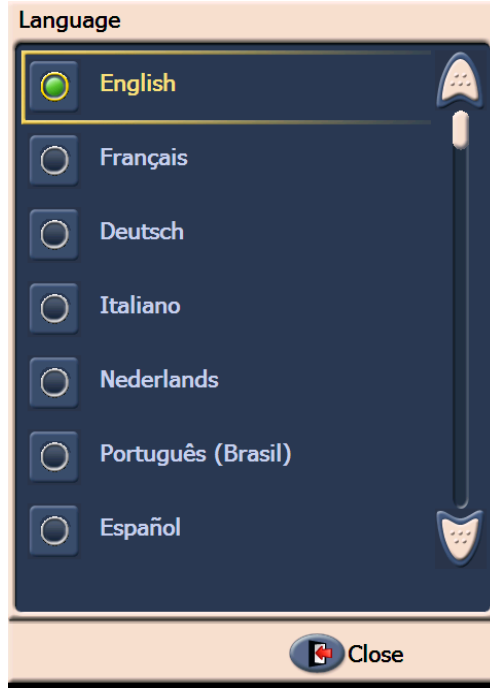 Language
English
Français
Deutsch
Italiano
Nederlands
Português (Brasil)
Español
Close